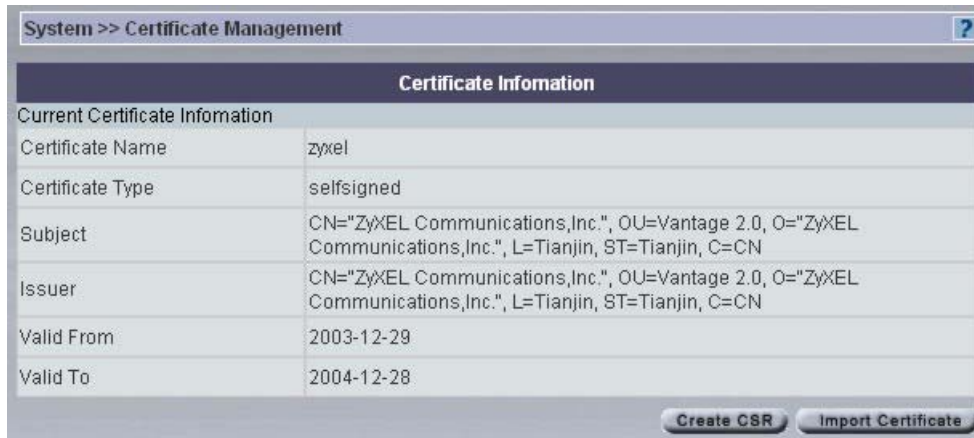 System >> Certificate Management
?
Certificate Infomation
Current Certificate Infomation
Certificate Name zyxel
Certificate Type selfsigned
Subject CN="ZyXEL Communications,Inc.", OU=Vantage 2.0, O="ZyXEL
Communications,Inc.", L=Tianjin, ST=Tianjin, C=CN
Issuer CN="ZyXEL Communications,Inc.", OU=Vantage 2.0, O="ZyXEL
Communications,Inc.", L=Tianjin, ST=Tianjin, C=CN
Valid From 2003-12-29
Valid To 2004-12-28
Create CSR Import Certificate